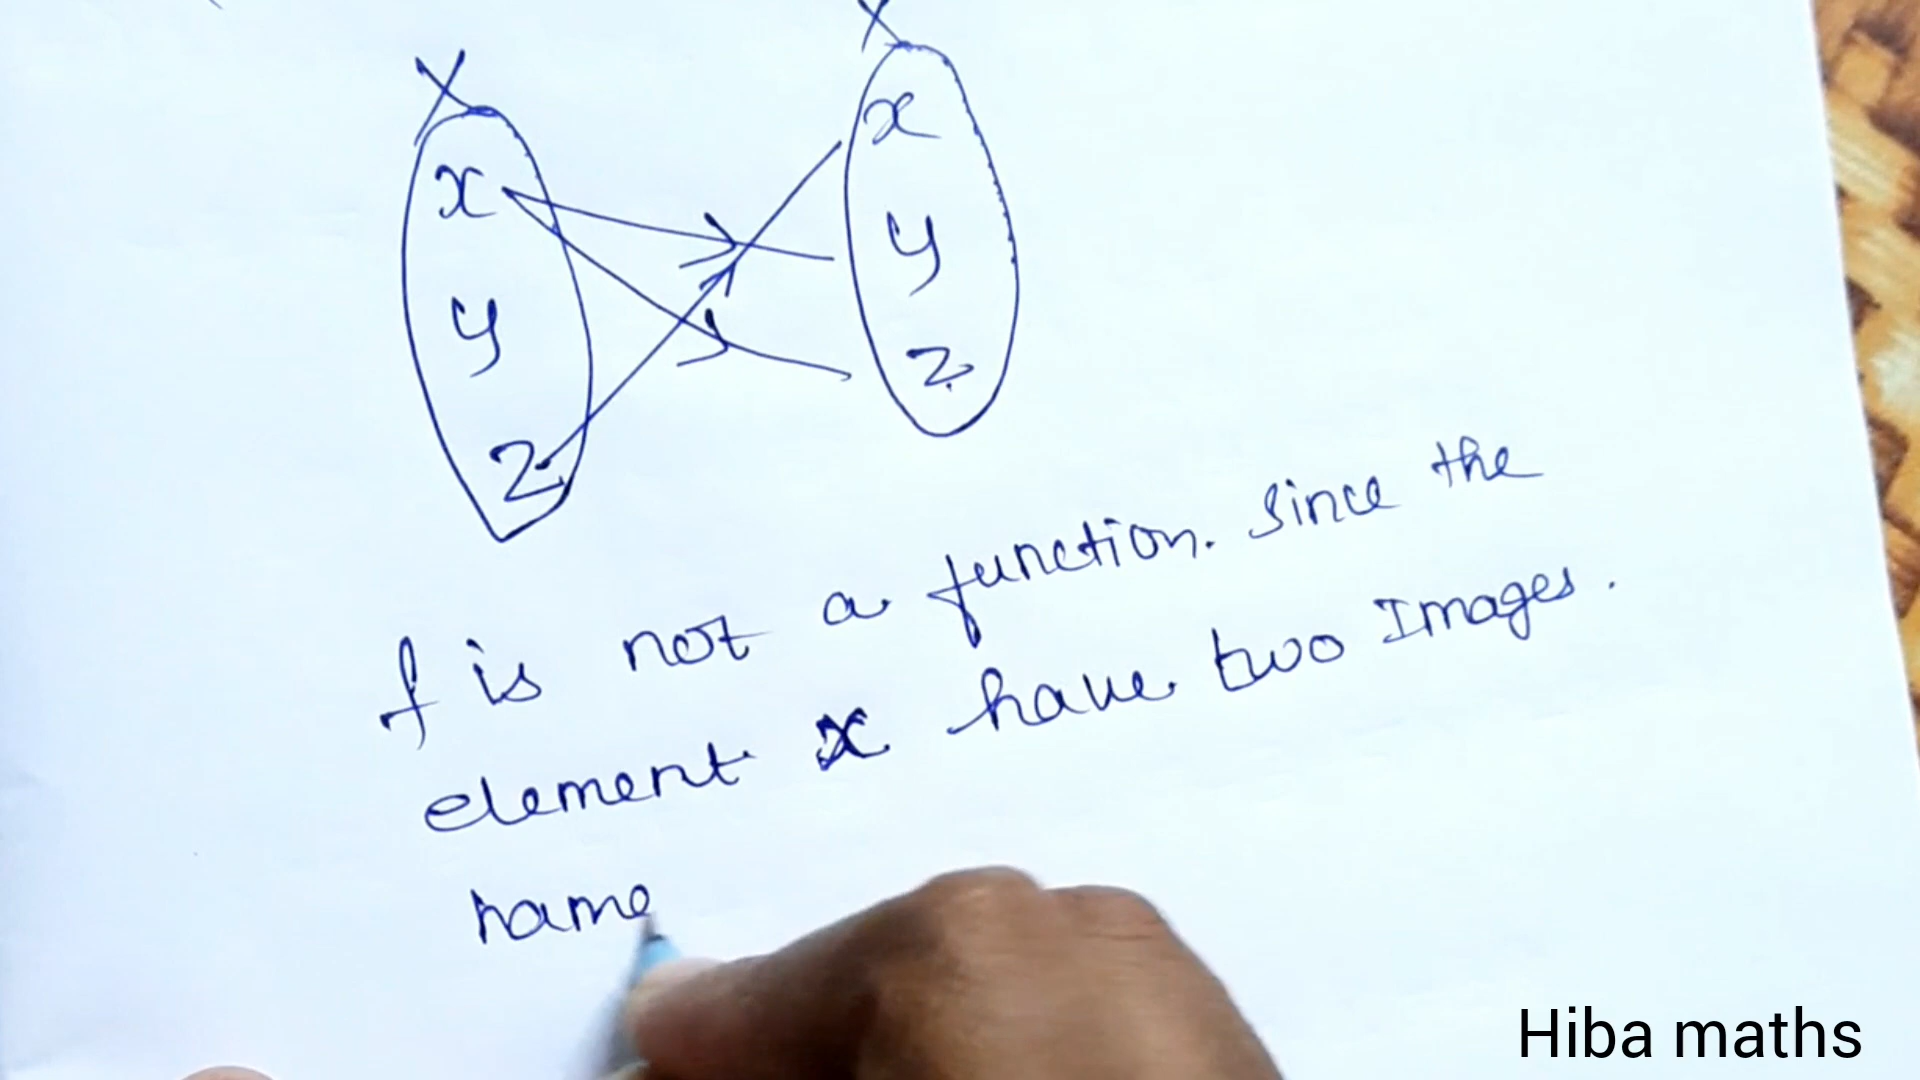 X
X
x
x
y
y
z
z
f is not a function. Since the
element x have two Images.
name
Hiba maths